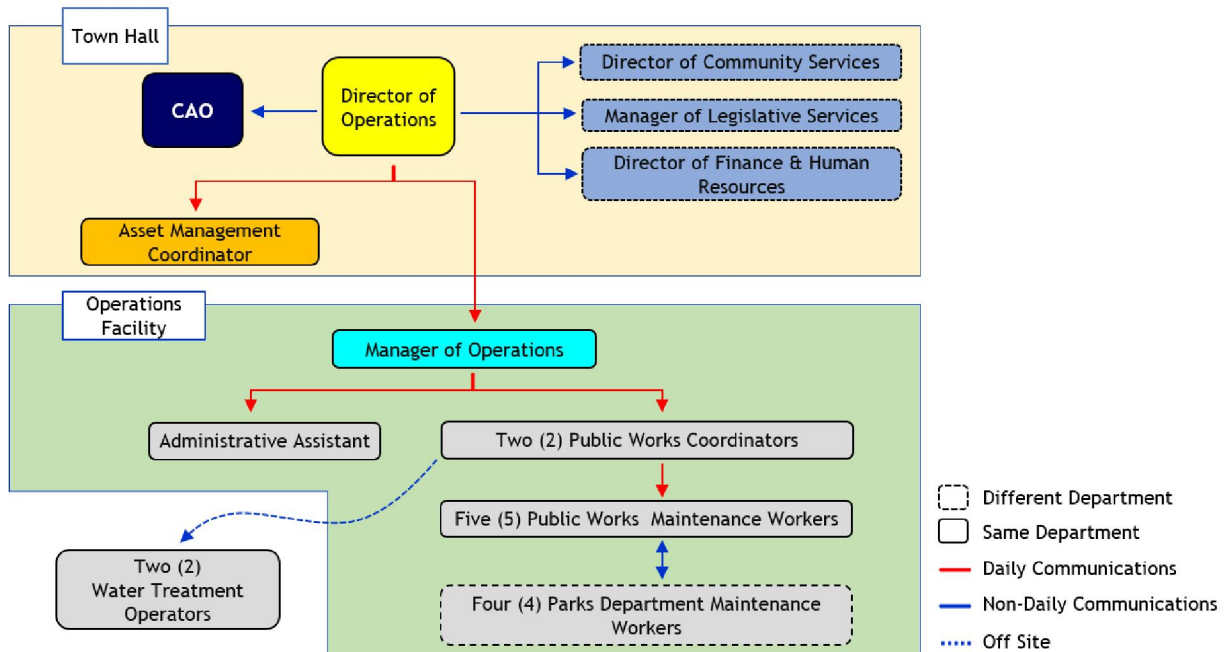 Town Hall
CAO
Director of
Operations
Director of Community Services
Manager of Legislative Services
Director of Finance & Human
Resources
Asset Management
Coordinator
Operations
Facility
Manager of Operations
Administrative Assistant
Two (2) Public Works Coordinators
Five (5) Public Works Maintenance Workers
Two (2)
Water Treatment
Operators
Four (4) Parks Department Maintenance
Workers
Different Department
Same Department
Daily Communications
Non-Daily Communications
Off Site